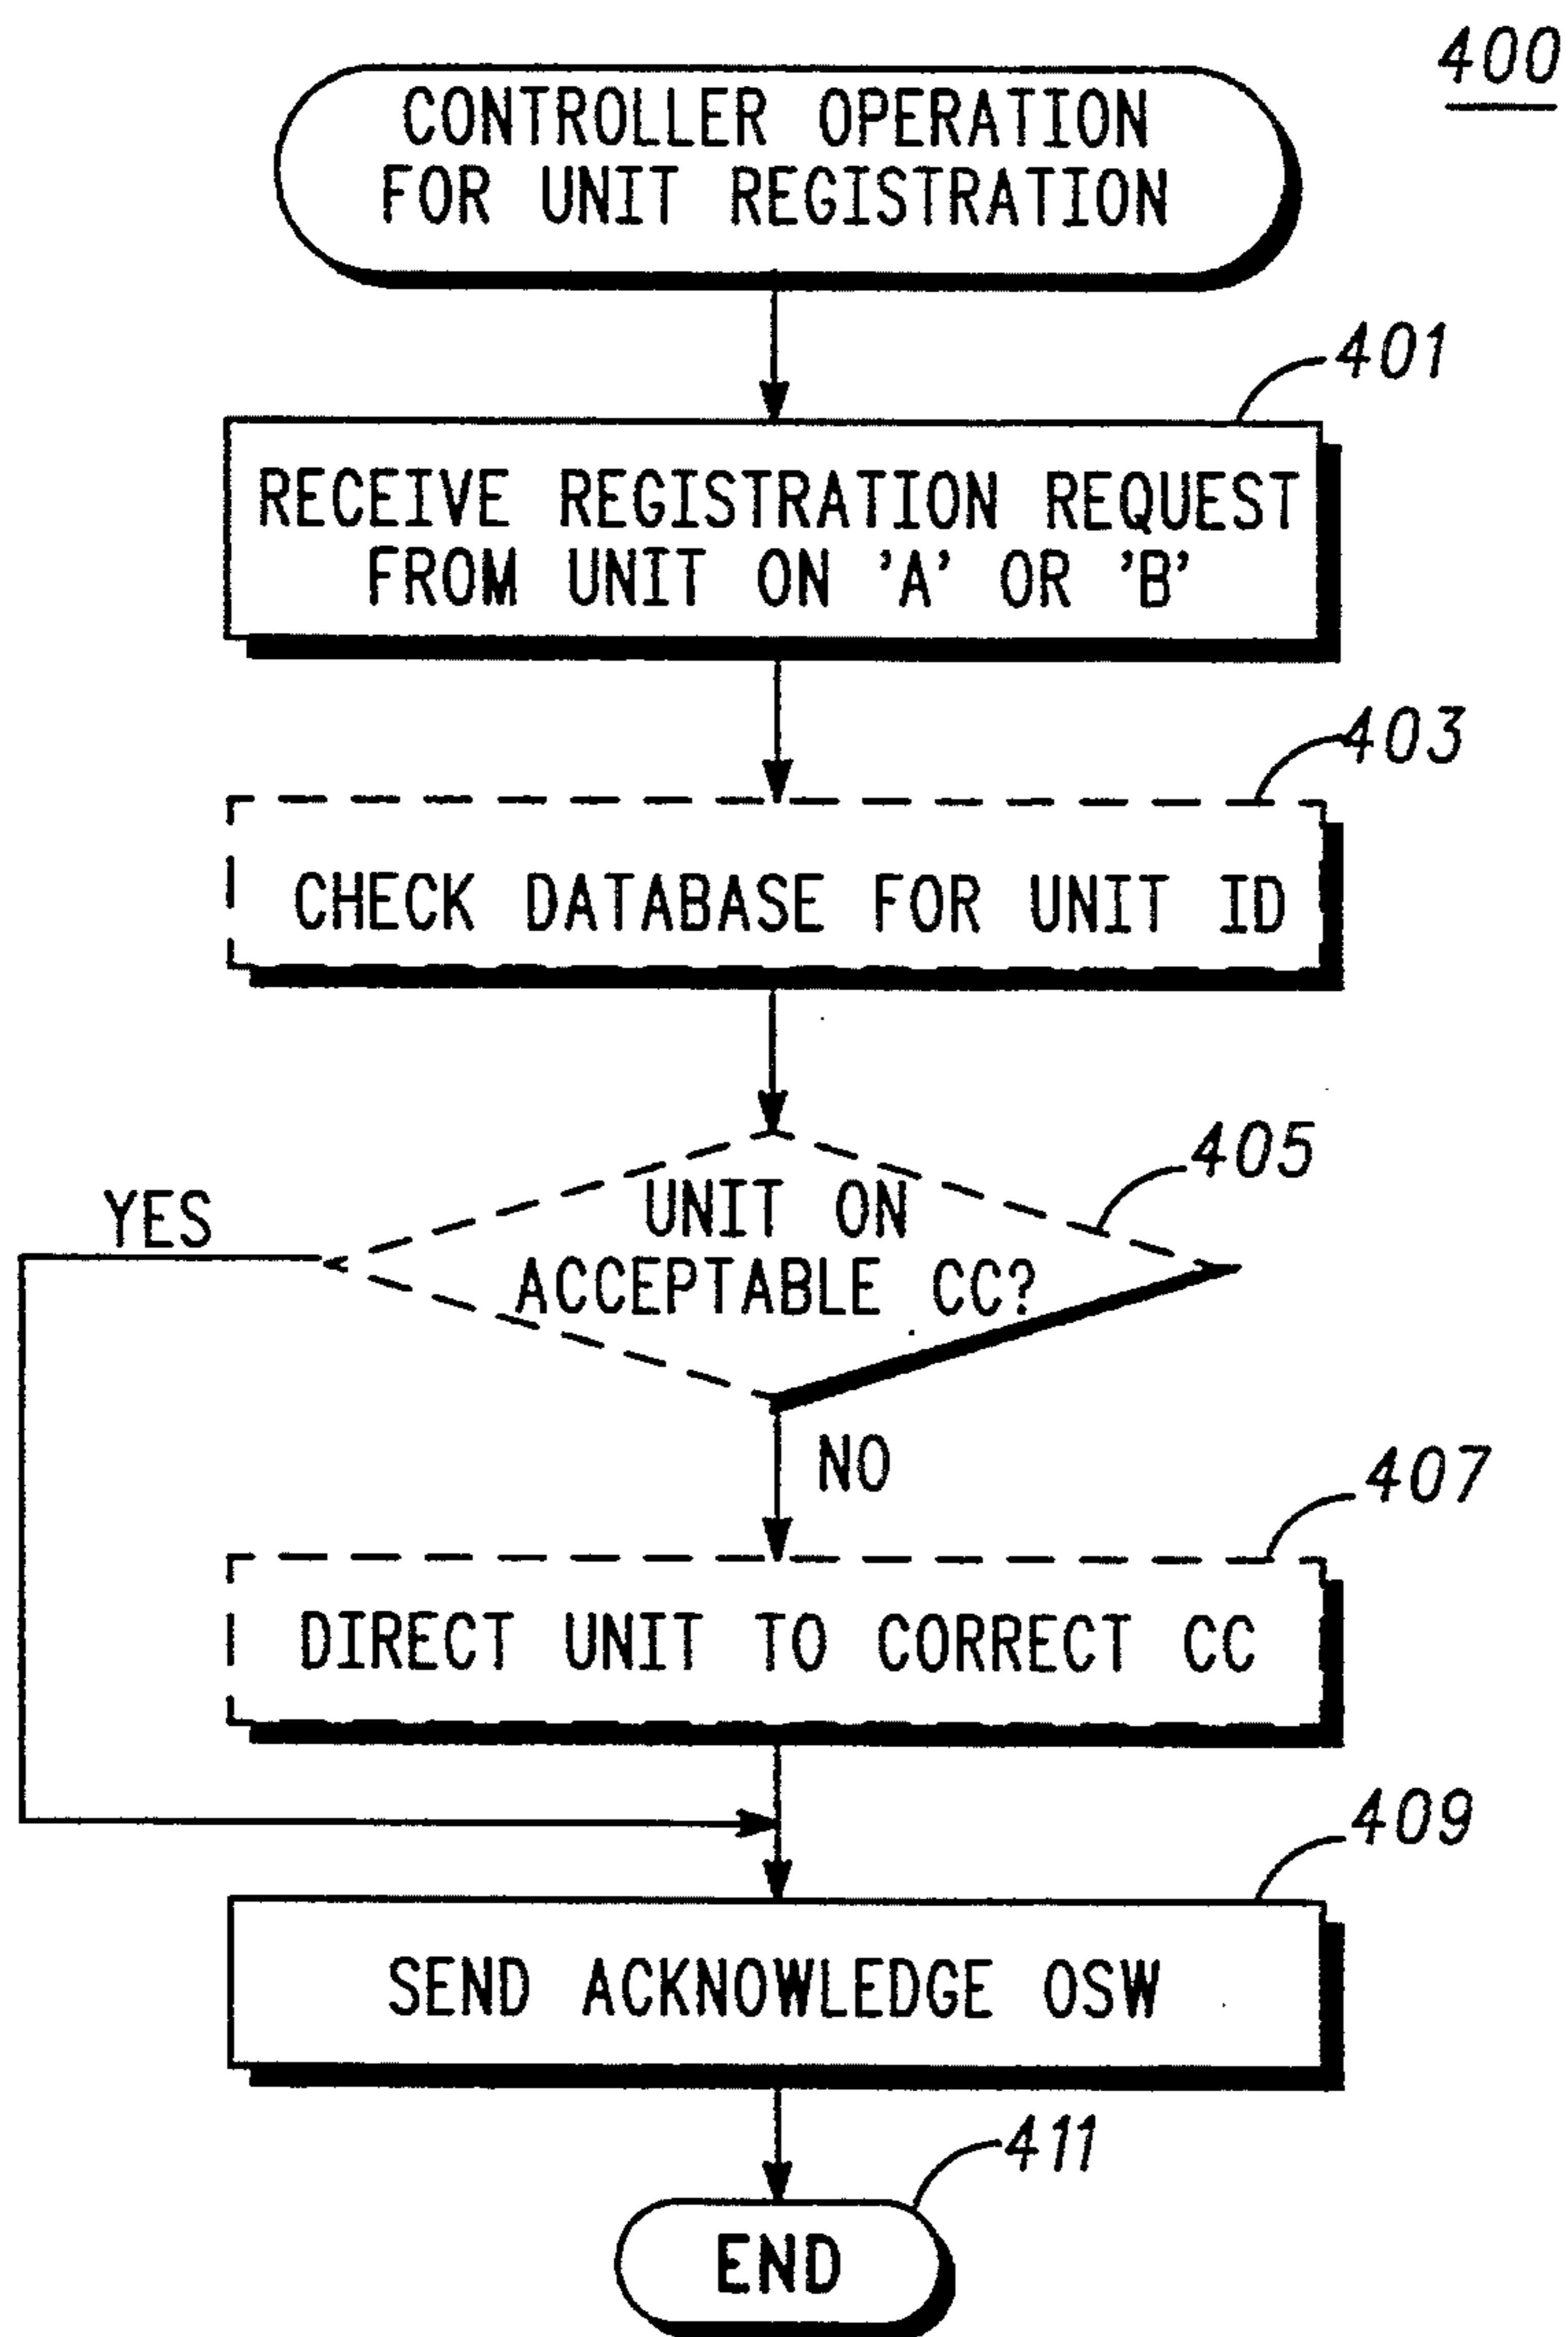 400
CONTROLLER OPERATION
FOR UNIT REGISTRATION
401
RECEIVE REGISTRATION REQUEST
FROM UNIT ON 'A' OR 'B'
403
CHECK DATABASE FOR UNIT ID
405
YES
UNIT ON
ACCEPTABLE CC?
NO
407
DIRECT UNIT TO CORRECT CC
409
SEND ACKNOWLEDGE OSW
411
END